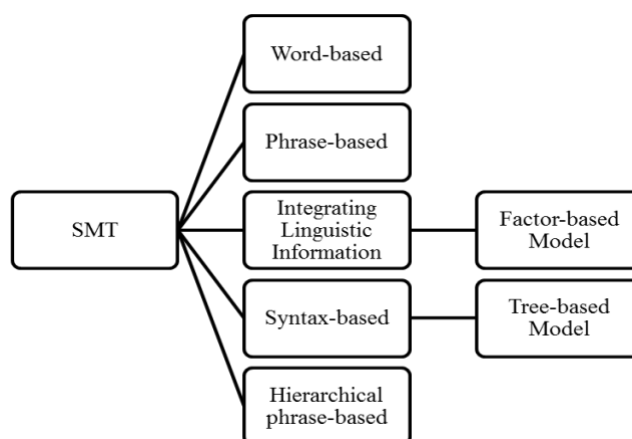 Word-based
Phrase-based
SMT
Integrating
Linguistic
Information
Factor-based
Model
Syntax-based
Tree-based
Model
Hierarchical
phrase-based